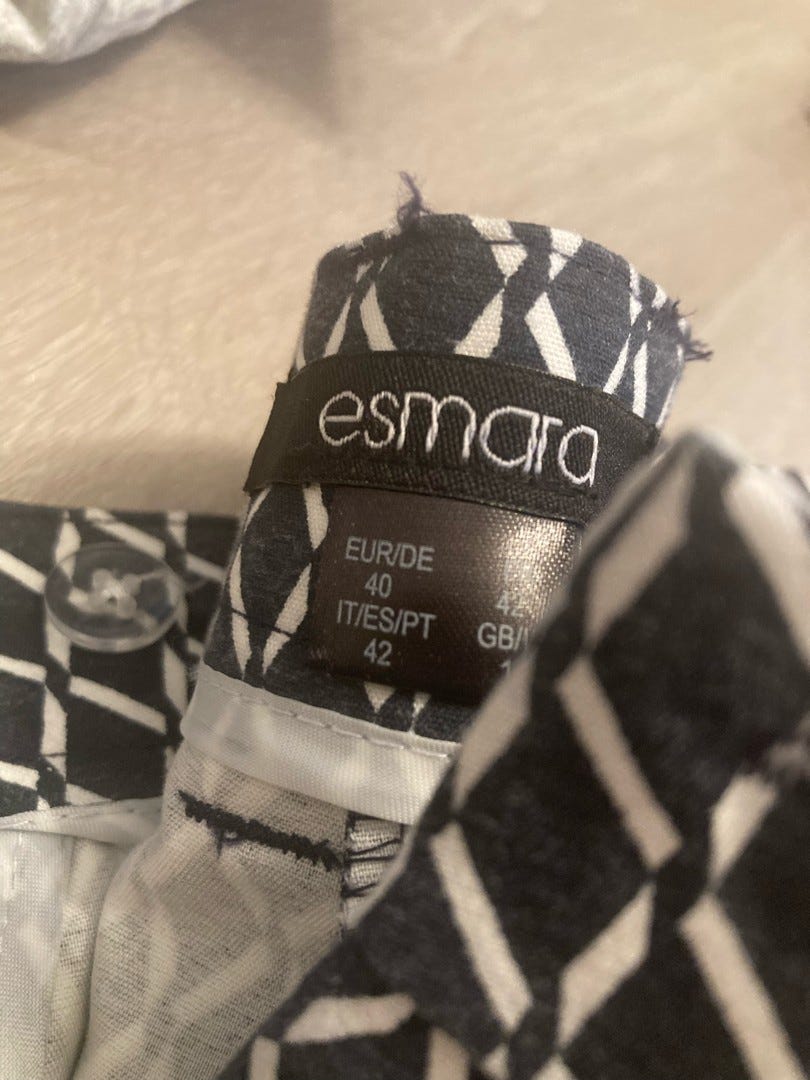 esmara
EUR/DE
40
42
IT/ES/PT
GB/
42